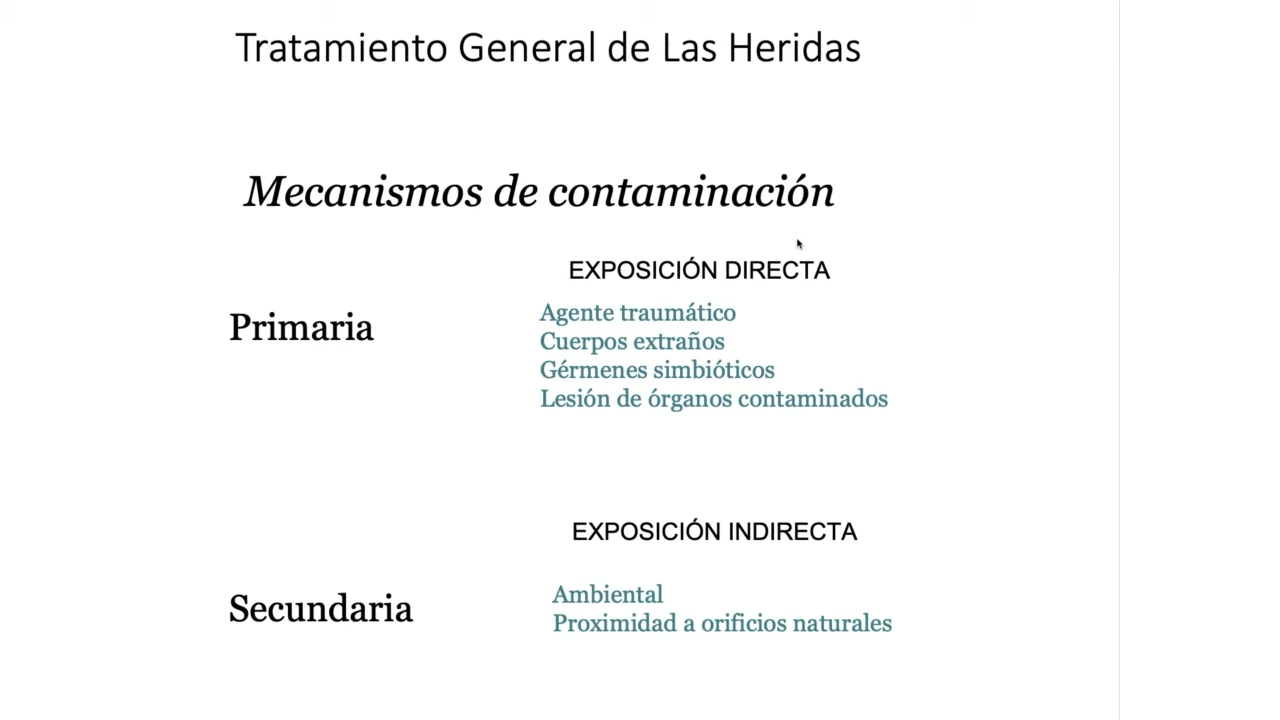 Tratamiento General de Las Heridas
Mecanismos de contaminación
EXPOSICIÓN DIRECTA
Primaria
Agente traumático
Cuerpos extraños
Gérmenes simbióticos
Lesión de órganos contaminados
EXPOSICIÓN INDIRECTA
Secundaria
Ambiental
Proximidad a orificios naturales